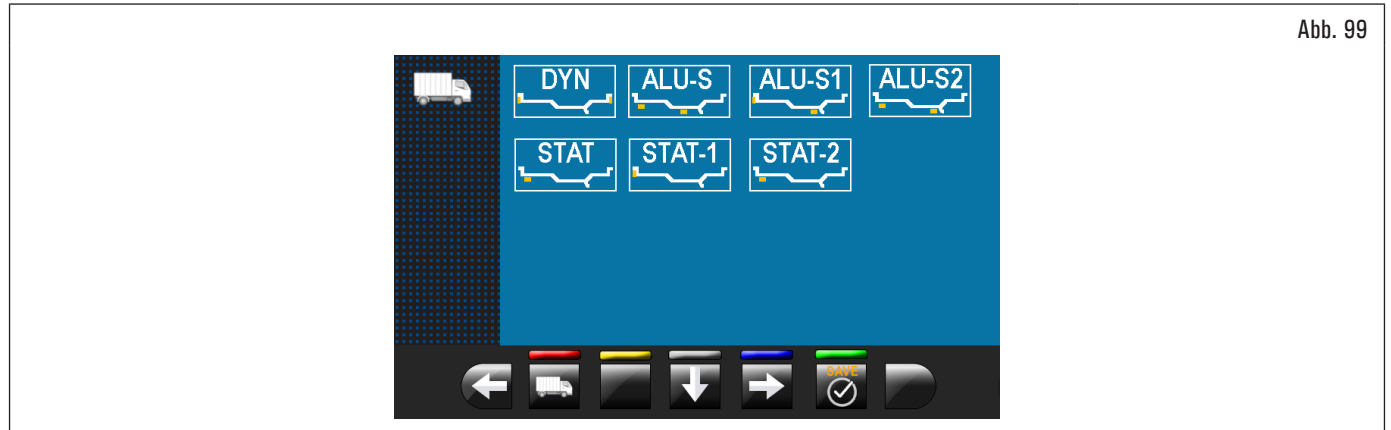 Abb. 99
DYN ALU-S ALU-S1 ALU-S2
STAT STAT-1 STAT-2
SAVE